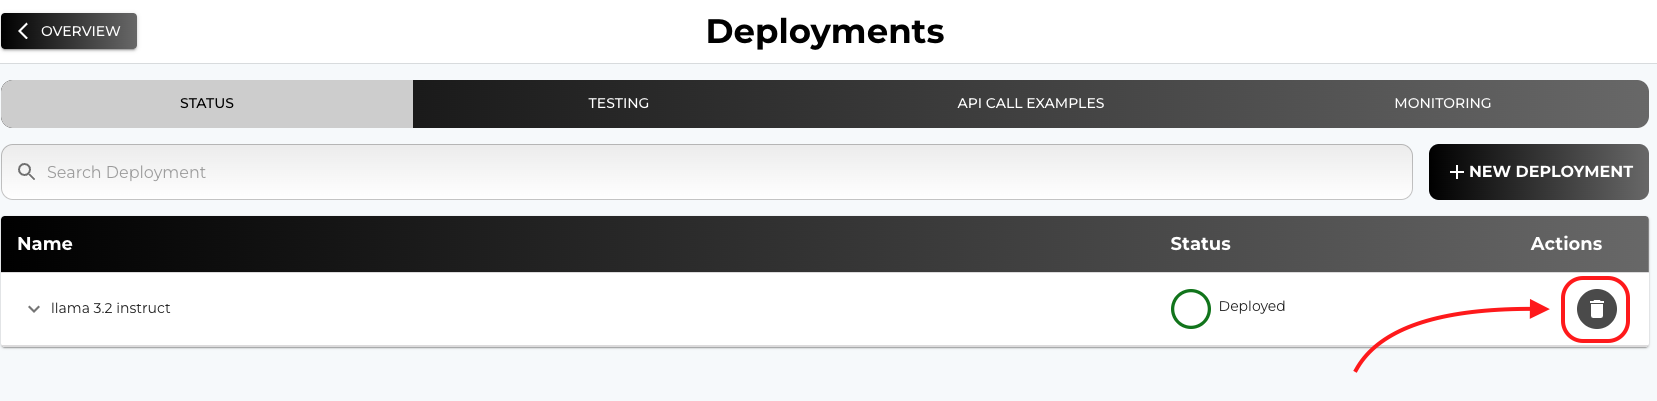 OVERVIEW
Deployments
STATUS
TESTING
API CALL EXAMPLES
MONITORING
Search Deployment
NEW DEPLOYMENT
Name
Status
Actions
llama 3.2 instruct
Deployed